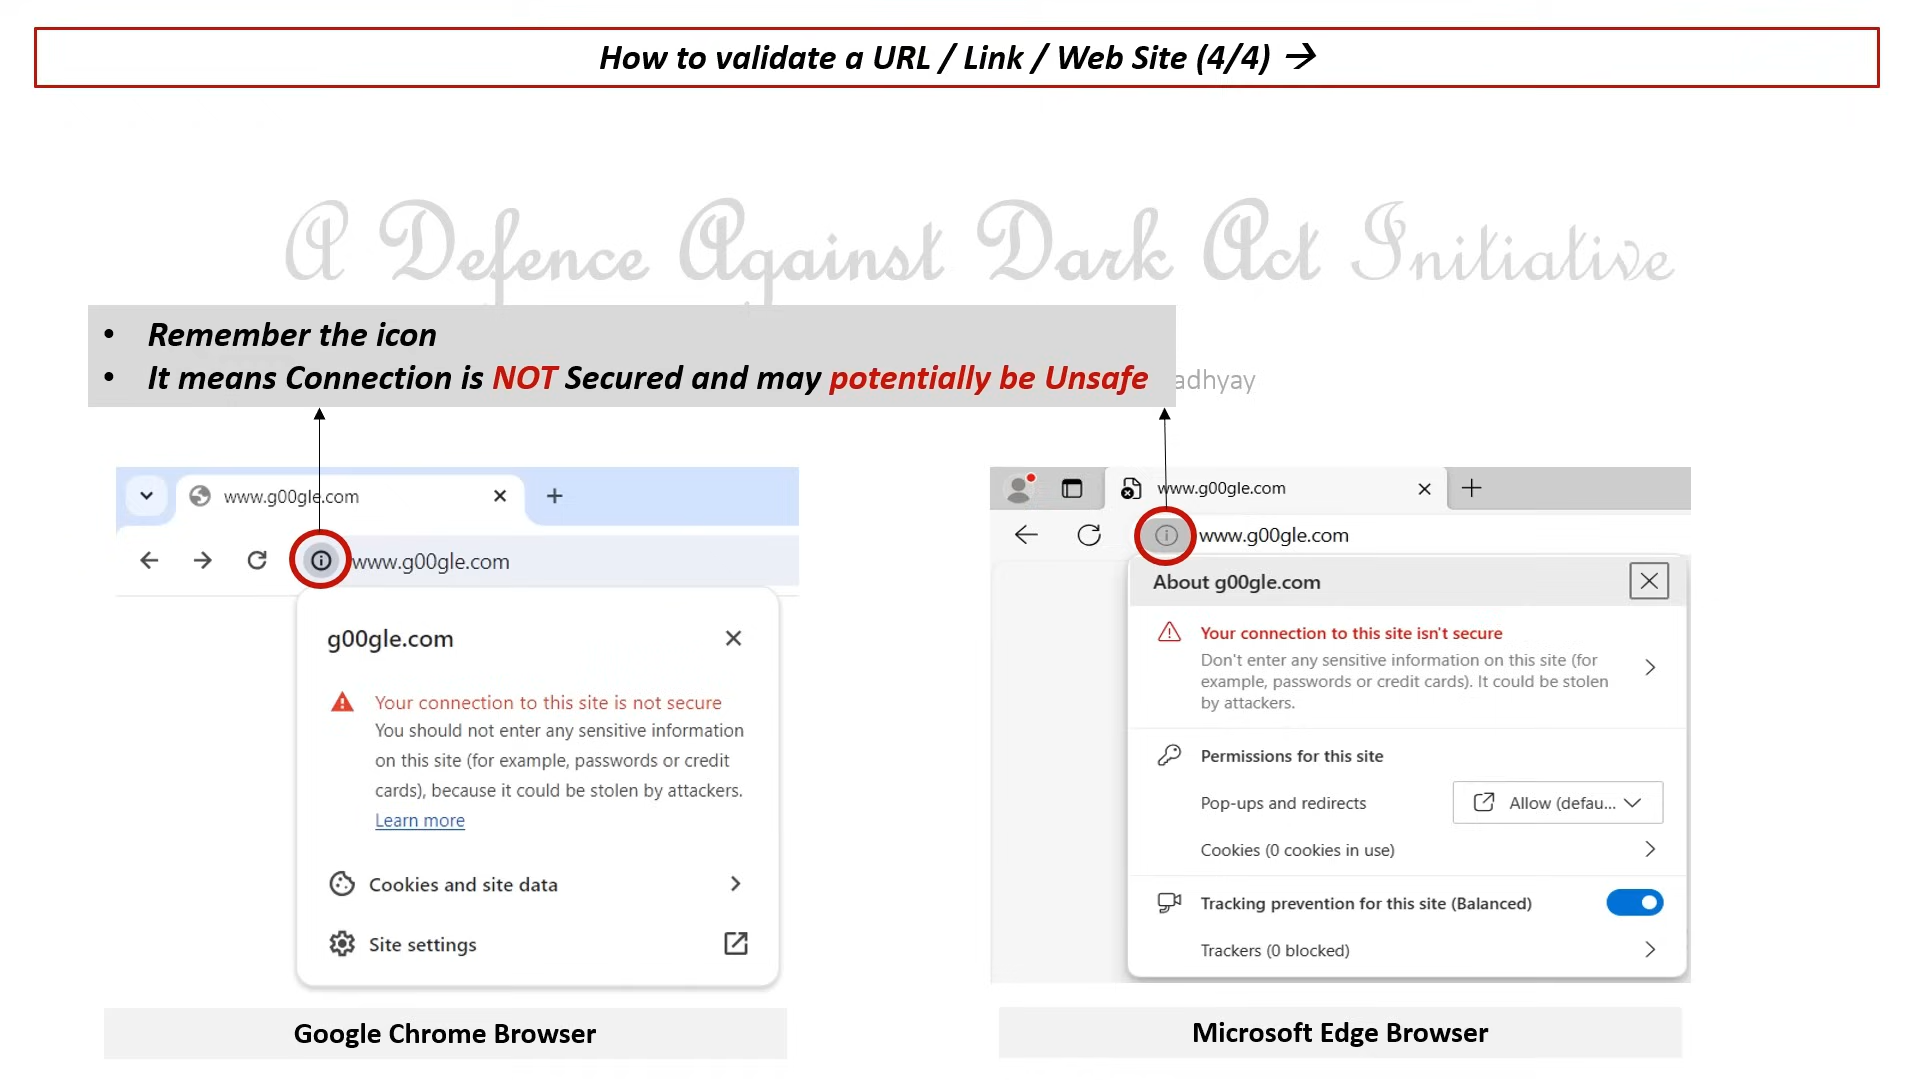 How to validate a URL / Link / Web Site (4/4) →
A Defence Against Dark Act Initiative
• Remember the icon
• It means Connection is NOT Secured and may potentially be Unsafe
adhyay
www.g00gle.com
www.g00gle.com
g00gle.com
Your connection to this site is not secure
You should not enter any sensitive information
on this site (for example, passwords or credit
cards), because it could be stolen by attackers.
Learn more
Cookies and site data
Site settings
Google Chrome Browser
www.g00gle.com
www.g00gle.com
About g00gle.com
Your connection to this site isn't secure
Don't enter any sensitive information on this site (for
example, passwords or credit cards). It could be stolen
by attackers.
Permissions for this site
Pop-ups and redirects
Allow (defau...
Cookies (0 cookies in use)
Tracking prevention for this site (Balanced)
Trackers (0 blocked)
Microsoft Edge Browser